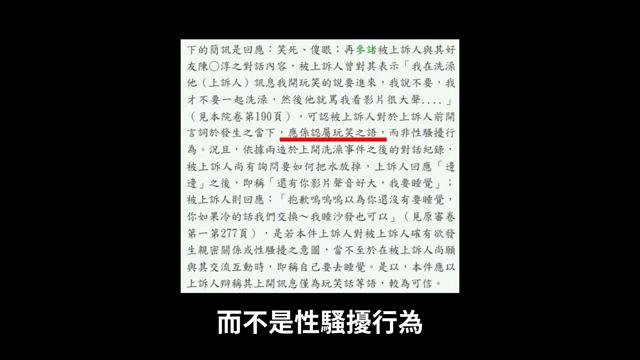 下的簡訊是回應：笑死、傻眼；再參諸被上訴人與其好
友陳○淳之對話內容，被上訴人曾對其表示「我在洗澡
他（上訴人）訊息我開玩笑的說要進來，我說不要，我
才不要一起洗澡，然後他就罵我看影片很大聲....」
（見本院卷第190頁），可認被上訴人對於上訴人前開
言詞於發生之當下，應係認屬玩笑之語，而非性騷擾行
為。況且，依據兩造於上開洗澡事件之後的對話紀錄，
被上訴人尚有詢問要如何把水放掉，上訴人回應「邊
邊」之後，即稱「還有你影片聲音好大，我要睡覺」；
被上訴人則回應：「抱歉嗚嗚嗚以為你還沒有要睡覺，
你如果冷的話我們交換～我睡沙發也可以」（見原審卷
第一第277頁），是若本件上訴人對被上訴人確有欲發
生親密關係或性騷擾之意圖，當不至於在被上訴人尚願
與其交流互動時，即稱自己要去睡覺。是以，本件應以
上訴人辯稱其上開訊息僅為玩笑話等語，較為可信。
而不是性騷擾行為